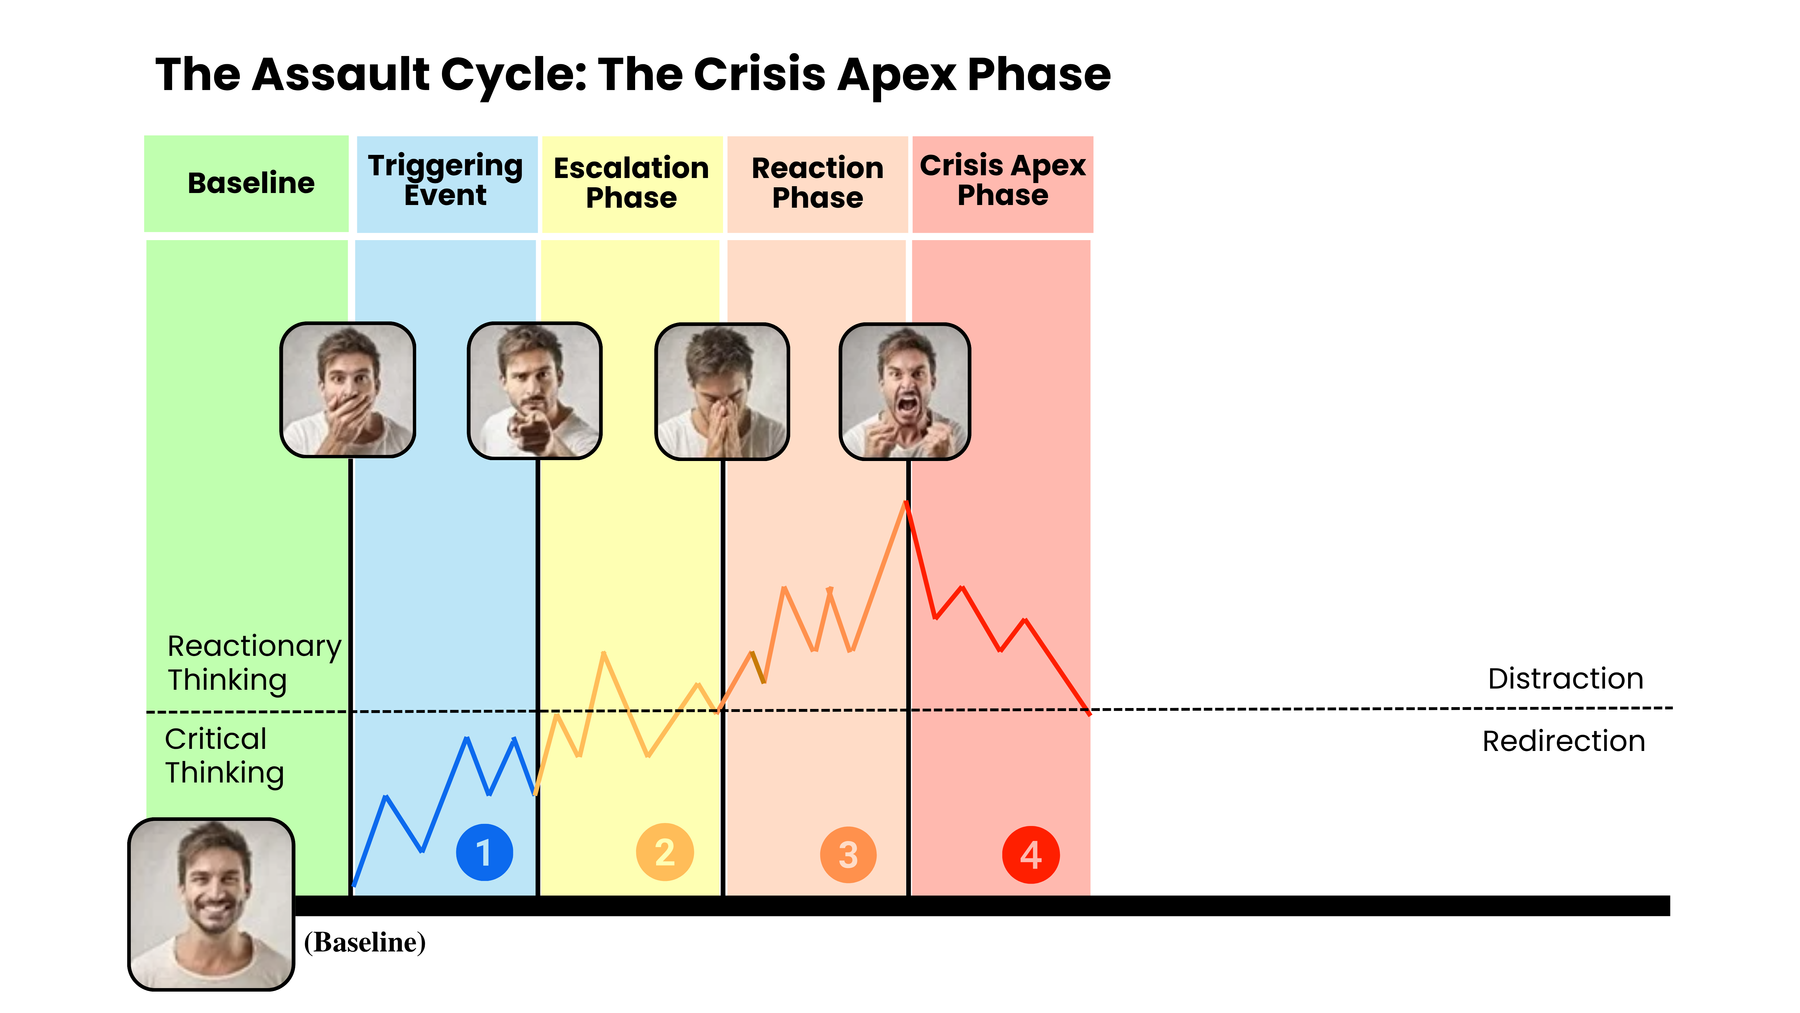 The Assault Cycle: The Crisis Apex Phase
Baseline
Triggering
Event
Escalation
Phase
Reaction
Phase
Crisis Apex
Phase
Reactionary
Thinking
Distraction
Critical
Thinking
Redirection
1
2
3
4
(Baseline)